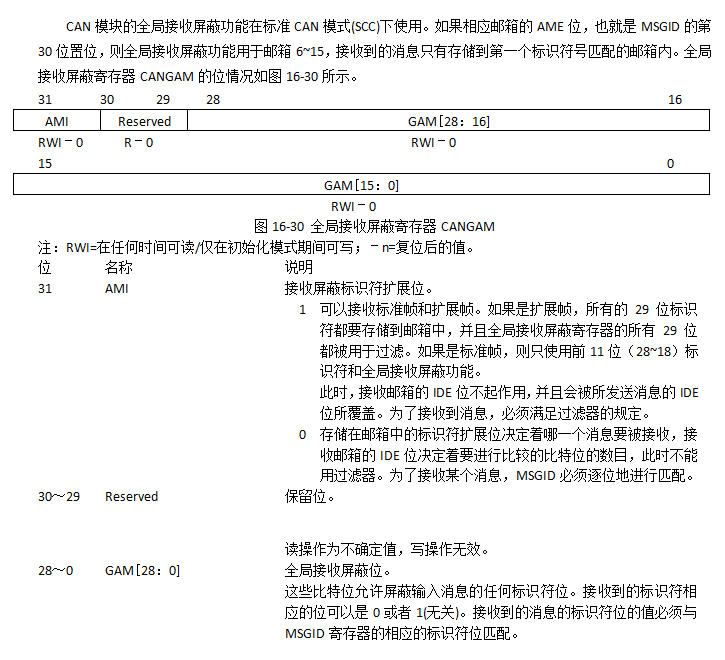 CAN 模块的全局接收屏蔽功能在标准 CAN 模式(SCC)下使用。如果相应邮箱的 AME 位，也就是 MSGID 的第
30 位置位，则全局接收屏蔽功能用于邮箱 6~15，接收到的消息只有存储到第一个标识符号匹配的邮箱内。全局
接收屏蔽寄存器 CANGAM 的位情况如图 16-30 所示。
31 30 29 28 16
AMI Reserved GAM[28：16]
RWI－0 R－0 RWI－0
15 0
GAM[15：0]
RWI－0
图 16-30 全局接收屏蔽寄存器 CANGAM
注：RWI=在任何时间可读/仅在初始化模式期间可写；－n=复位后的值。
位 名称 说明
31 AMI 接收屏蔽标识符扩展位。
1 可以接收标准帧和扩展帧。如果是扩展帧，所有的 29 位标识
符都要存储到邮箱中，并且全局接收屏蔽寄存器的所有 29 位
都被用于过滤。如果是标准帧，则只使用前 11 位（28~18）标
识符和全局接收屏蔽功能。
此时，接收邮箱的 IDE 位不起作用，并且会被所发送消息的 IDE
位所覆盖。为了接收到消息，必须满足过滤器的规定。
0 存储在邮箱中的标识符扩展位决定着哪一个消息要被接收，接
收邮箱的 IDE 位决定着要进行比较的比特位的数目，此时不能
用过滤器。为了接收某个消息，MSGID 必须逐位地进行匹配。
30～29 Reserved 保留位。
读操作为不确定值，写操作无效。
28～0 GAM[28：0] 全局接收屏蔽位。
这些比特位允许屏蔽输入消息的任何标识符位。接收到的标识符相
应的位可以是 0 或者 1(无关)。接收到的消息的标识符位的值必须与
MSGID 寄存器的相应的标识符位匹配。